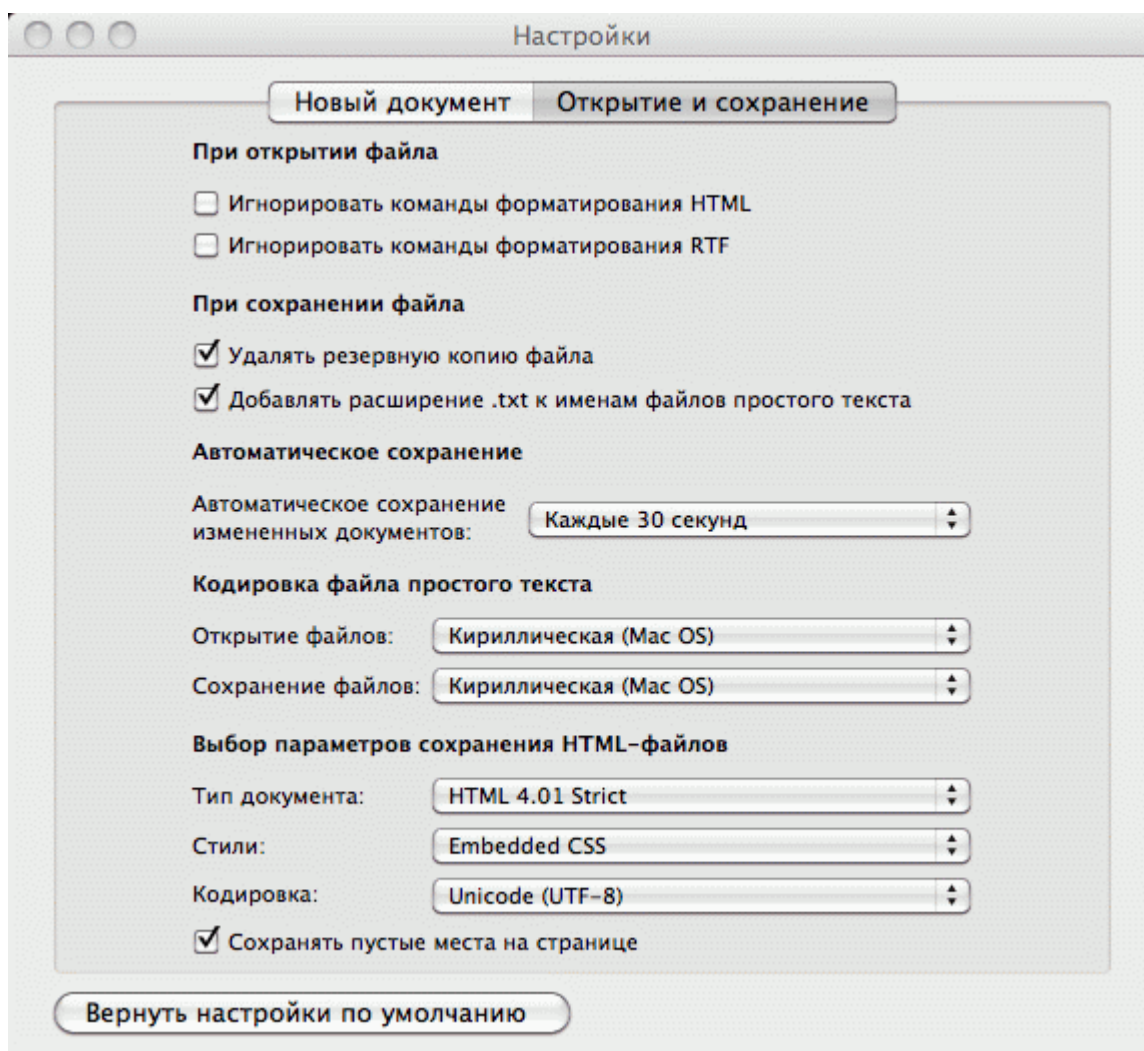 Настройки
Новый документ Открытие и сохранение
При открытии файла
Игнорировать команды форматирования HTML
Игнорировать команды форматирования RTF
При сохранении файла
Удалять резервную копию файла
Добавлять расширение .txt к именам файлов простого текста
Автоматическое сохранение
Автоматическое сохранение
измененных документов: Каждые 30 секунд
Кодировка файла простого текста
Открытие файлов: Кириллическая (Mac OS)
Сохранение файлов: Кириллическая (Mac OS)
Выбор параметров сохранения HTML-файлов
Тип документа: HTML 4.01 Strict
Стили: Embedded CSS
Кодировка: Unicode (UTF-8)
Сохранять пустые места на странице
Вернуть настройки по умолчанию